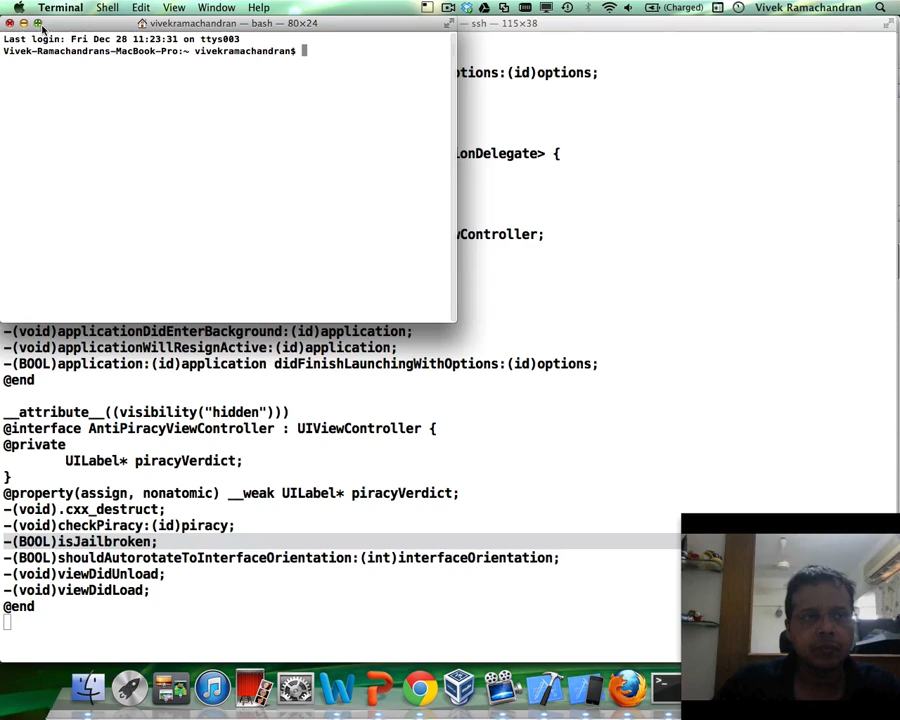 Terminal Shell Edit View Window Help (Charged) Vivek Ramachandran
vivekramachandran — bash — 80×24
ssh — 115×38
Last login: Fri Dec 28 11:23:31 on ttys003
Vivek-Ramachandrans-MacBook-Pro:~ vivekramachandran$
tions:(id)options;
ionDelegate> {
wController;
-(void)applicationDidEnterBackground:(id)application;
-(void)applicationWillResignActive:(id)application;
-(BOOL)application:(id)application didFinishLaunchingWithOptions:(id)options;
@end
__attribute__((visibility("hidden")))
@interface AntiPiracyViewController : UIViewController {
@private
UILabel* piracyVerdict;
}
@property(assign, nonatomic) __weak UILabel* piracyVerdict;
-(void).cxx_destruct;
-(void)checkPiracy:(id)piracy;
-(BOOL)isJailbroken;
-(BOOL)shouldAutorotateToInterfaceOrientation:(int)interfaceOrientation;
-(void)viewDidUnload;
-(void)viewDidLoad;
@end